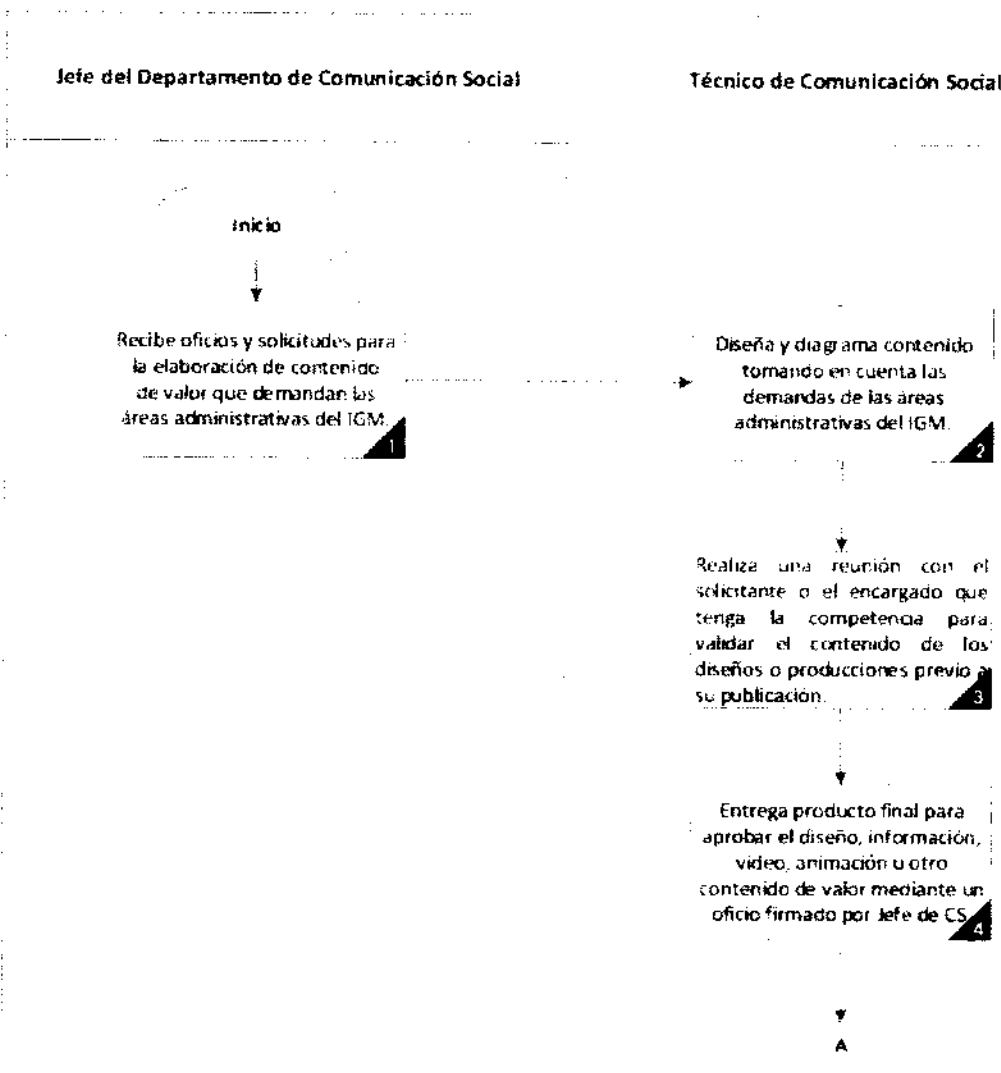 Jefe del Departamento de Comunicación Social
Técnico de Comunicación Social
Inicio
Recibe oficios y solicitudes para
la elaboración de contenido
de valor que demandan las
áreas administrativas del IGM.
1
Diseña y diagrama contenido
tomando en cuenta las
demandas de las áreas
administrativas del IGM.
2
Realiza una reunión con el
solicitante o el encargado que
tenga la competencia para
validar el contenido de los
diseños o producciones previo a
su publicación.
3
Entrega producto final para
aprobar el diseño, información,
video, animación u otro
contenido de valor mediante un
oficio firmado por Jefe de CS
4
A